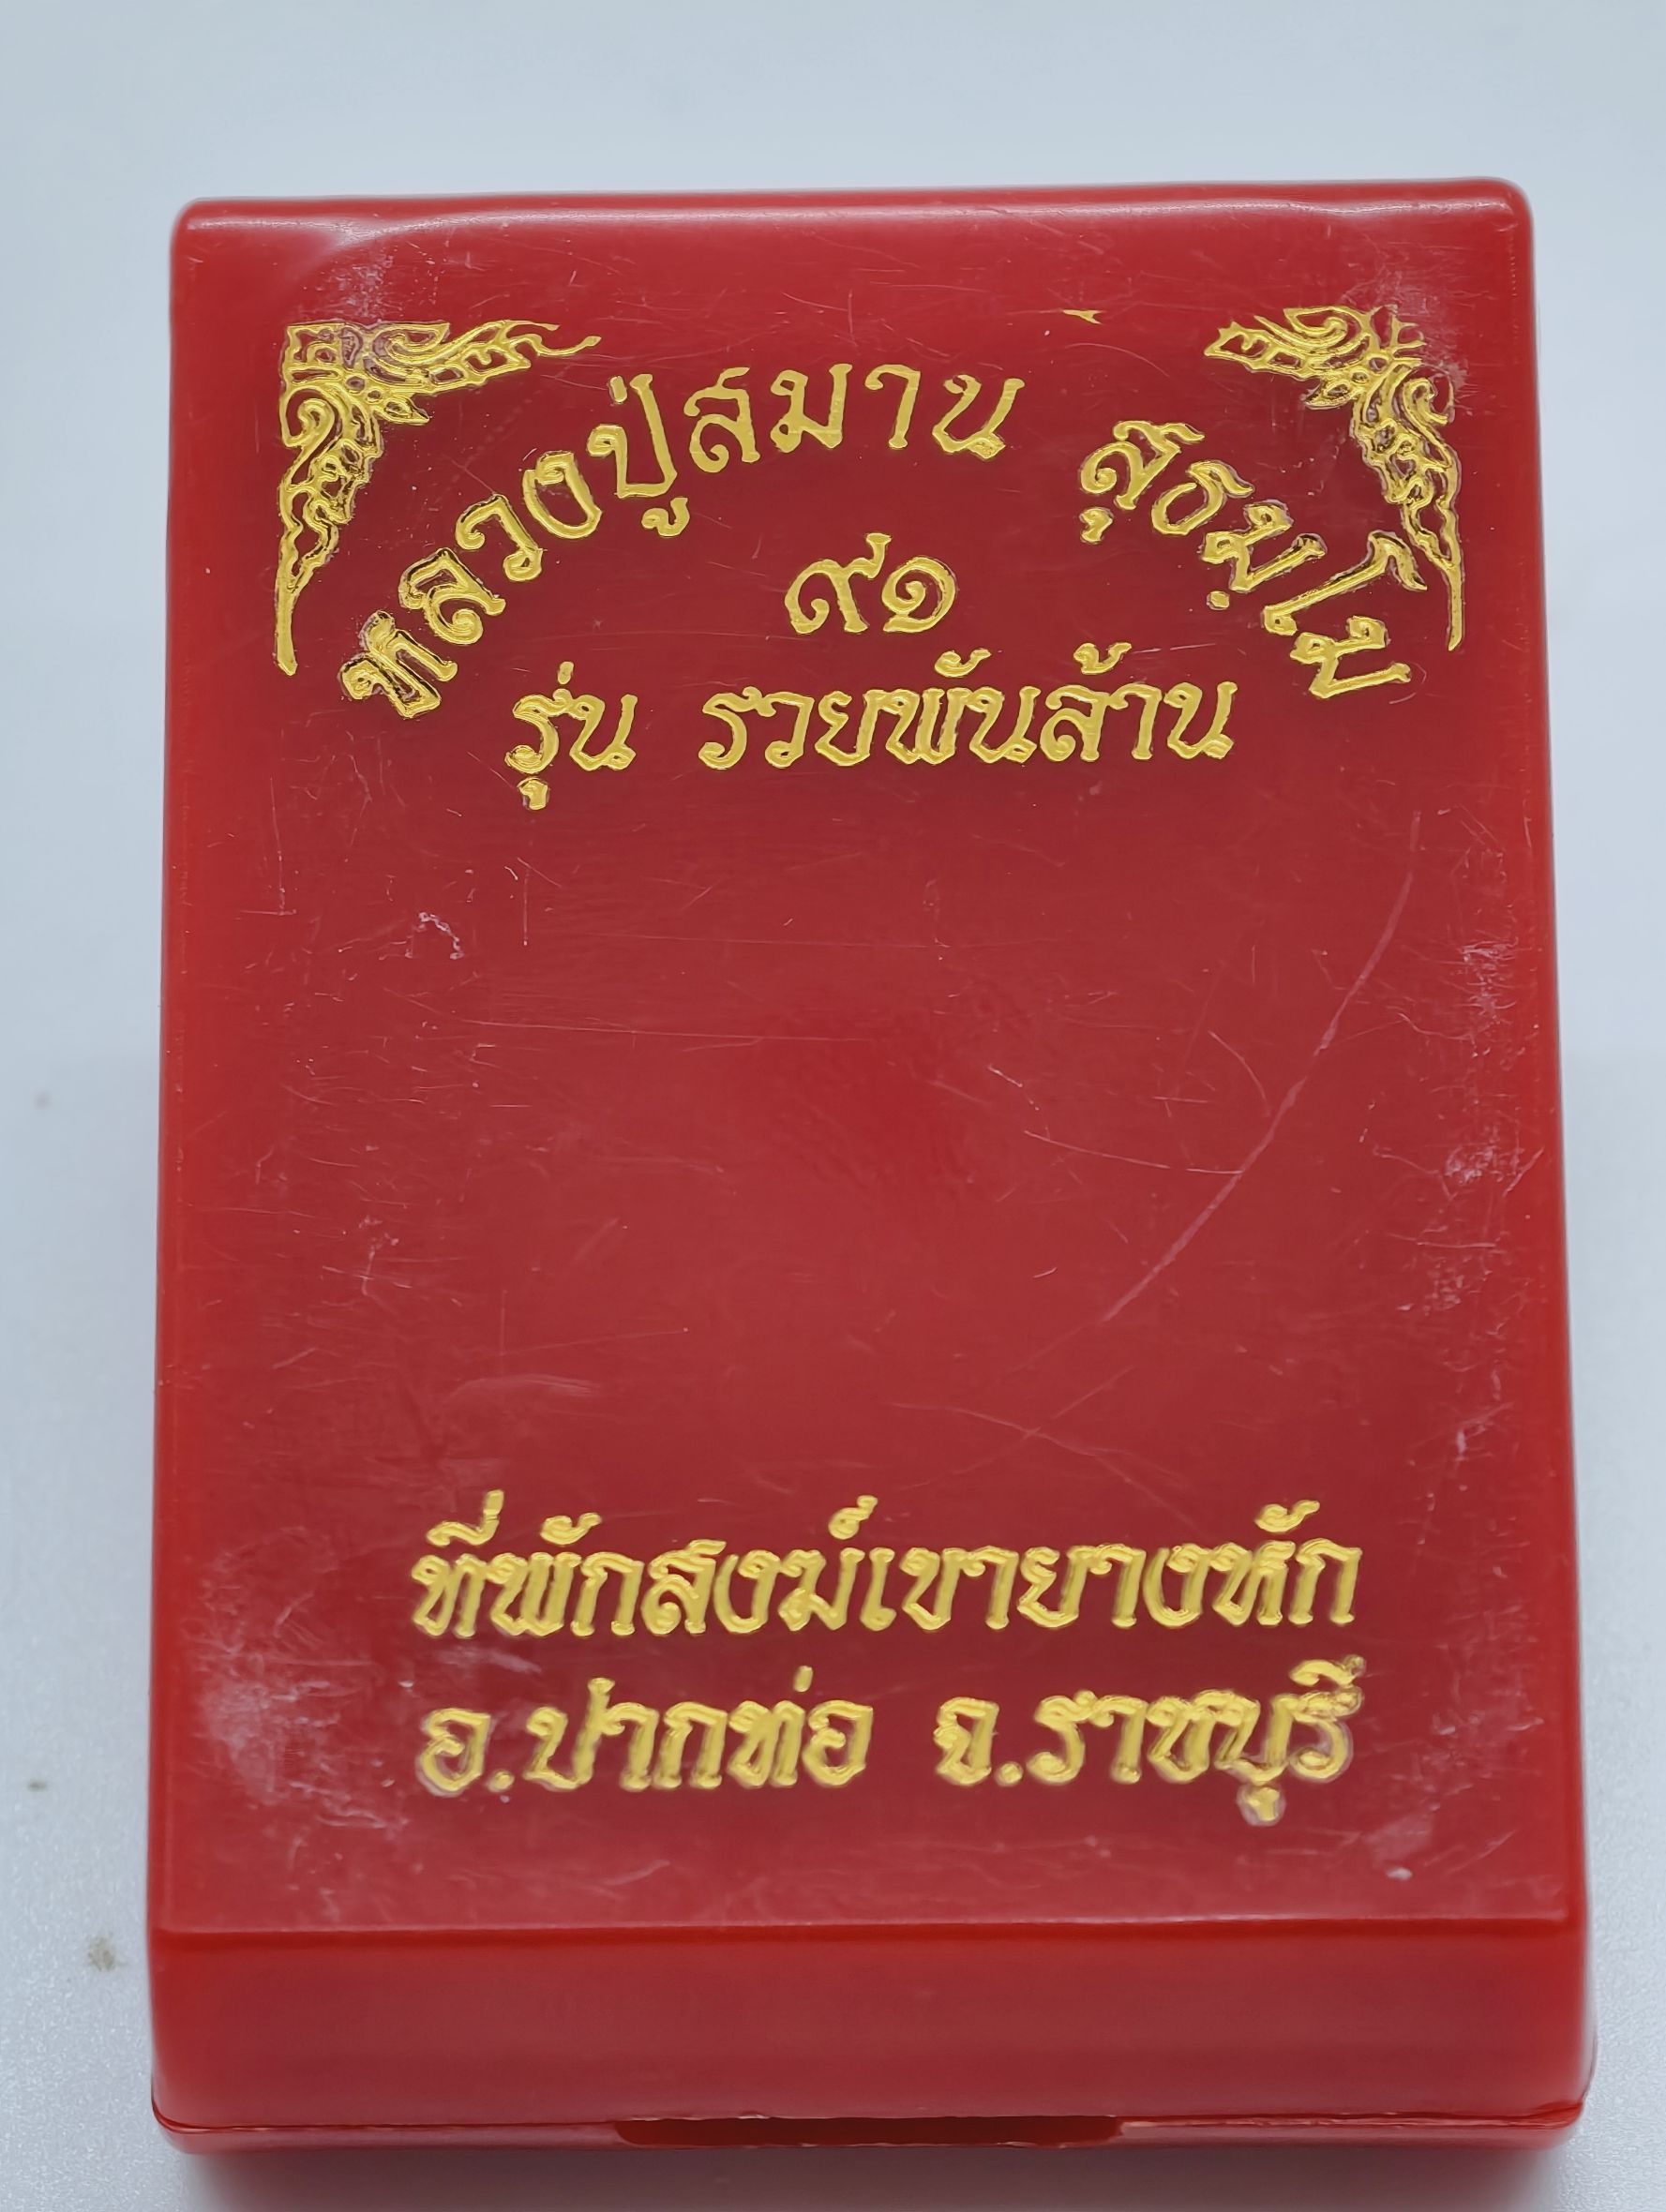 หลวงปู่สมาน สุธมฺโม
๙๑
รุ่น รวยพันล้าน
ที่พักสงฆ์เขายางหัก
อ.ปากท่อ จ.ราชบุรี